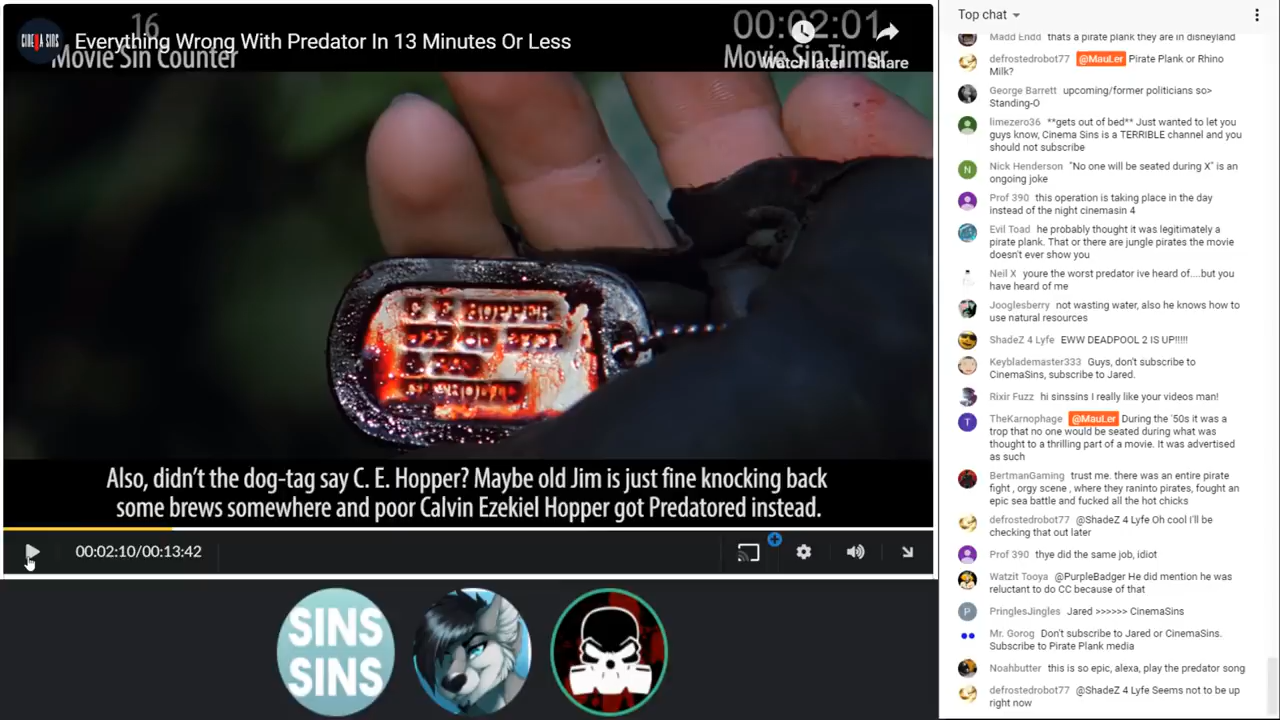 16
00:02:01
CINEMA SINS
Everything Wrong With Predator In 13 Minutes Or Less
Movie Sin Counter
Movie Sin Timer
Watch later
Share
HOPPER
Also, didn’t the dog-tag say C. E. Hopper? Maybe old Jim is just fine knocking back
some brews somewhere and poor Calvin Ezekiel Hopper got Predatored instead.
00:02:10/00:13:42
SINS
SINS
Top chat
Madd Endd thats a pirate plank they are in disneyland
defrostedrobot77 @MauLer Pirate Plank or Rhino
Milk?
George Barrett upcoming/former politicians so>
Standing-O
limezero36 **gets out of bed** Just wanted to let you
guys know, Cinema Sins is a TERRIBLE channel and you
should not subscribe
N
Nick Henderson "No one will be seated during X" is an
ongoing joke
Prof 390 this operation is taking place in the day
instead of the night cinemasin 4
Evil Toad he probably thought it was legitimately a
pirate plank. That or there are jungle pirates the movie
doesn't ever show you
Neil X youre the worst predator ive heard of....but you
have heard of me
Jooglesberry not wasting water, also he knows how to
use natural resources
ShadeZ 4 Lyfe EWW DEADPOOL 2 IS UP!!!!!
Keyblademaster333 Guys, don't subscribe to
CinemaSins, subscribe to Jared.
Rixir Fuzz hi sinssins I really like your videos man!
T
TheKarnophage @MauLer During the '50s it was a
trop that no one would be seated during what was
thought to a thrilling part of a movie. It was advertised
as such
BertmanGaming trust me. there was an entire pirate
fight , orgy scene , where they raninto pirates, fought an
epic sea battle and fucked all the hot chicks
defrostedrobot77 @ShadeZ 4 Lyfe Oh cool I'll be
checking that out later
Prof 390 thye did the same job, idiot
Watzit Tooya @PurpleBadger He did mention he was
reluctant to do CC because of that
P
PringlesJingles Jared >>>>>> CinemaSins
Mr. Gorog Don't subscribe to Jared or CinemaSins.
Subscribe to Pirate Plank media
Noahbutter this is so epic, alexa, play the predator song
defrostedrobot77 @ShadeZ 4 Lyfe Seems not to be up
right now